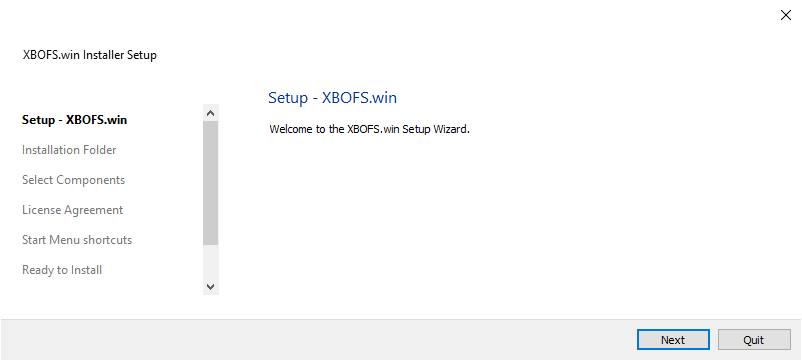 XBOFS.win Installer Setup
Setup - XBOFS.win
Installation Folder
Select Components
License Agreement
Start Menu shortcuts
Ready to Install
Setup - XBOFS.win
Welcome to the XBOFS.win Setup Wizard.
Next
Quit